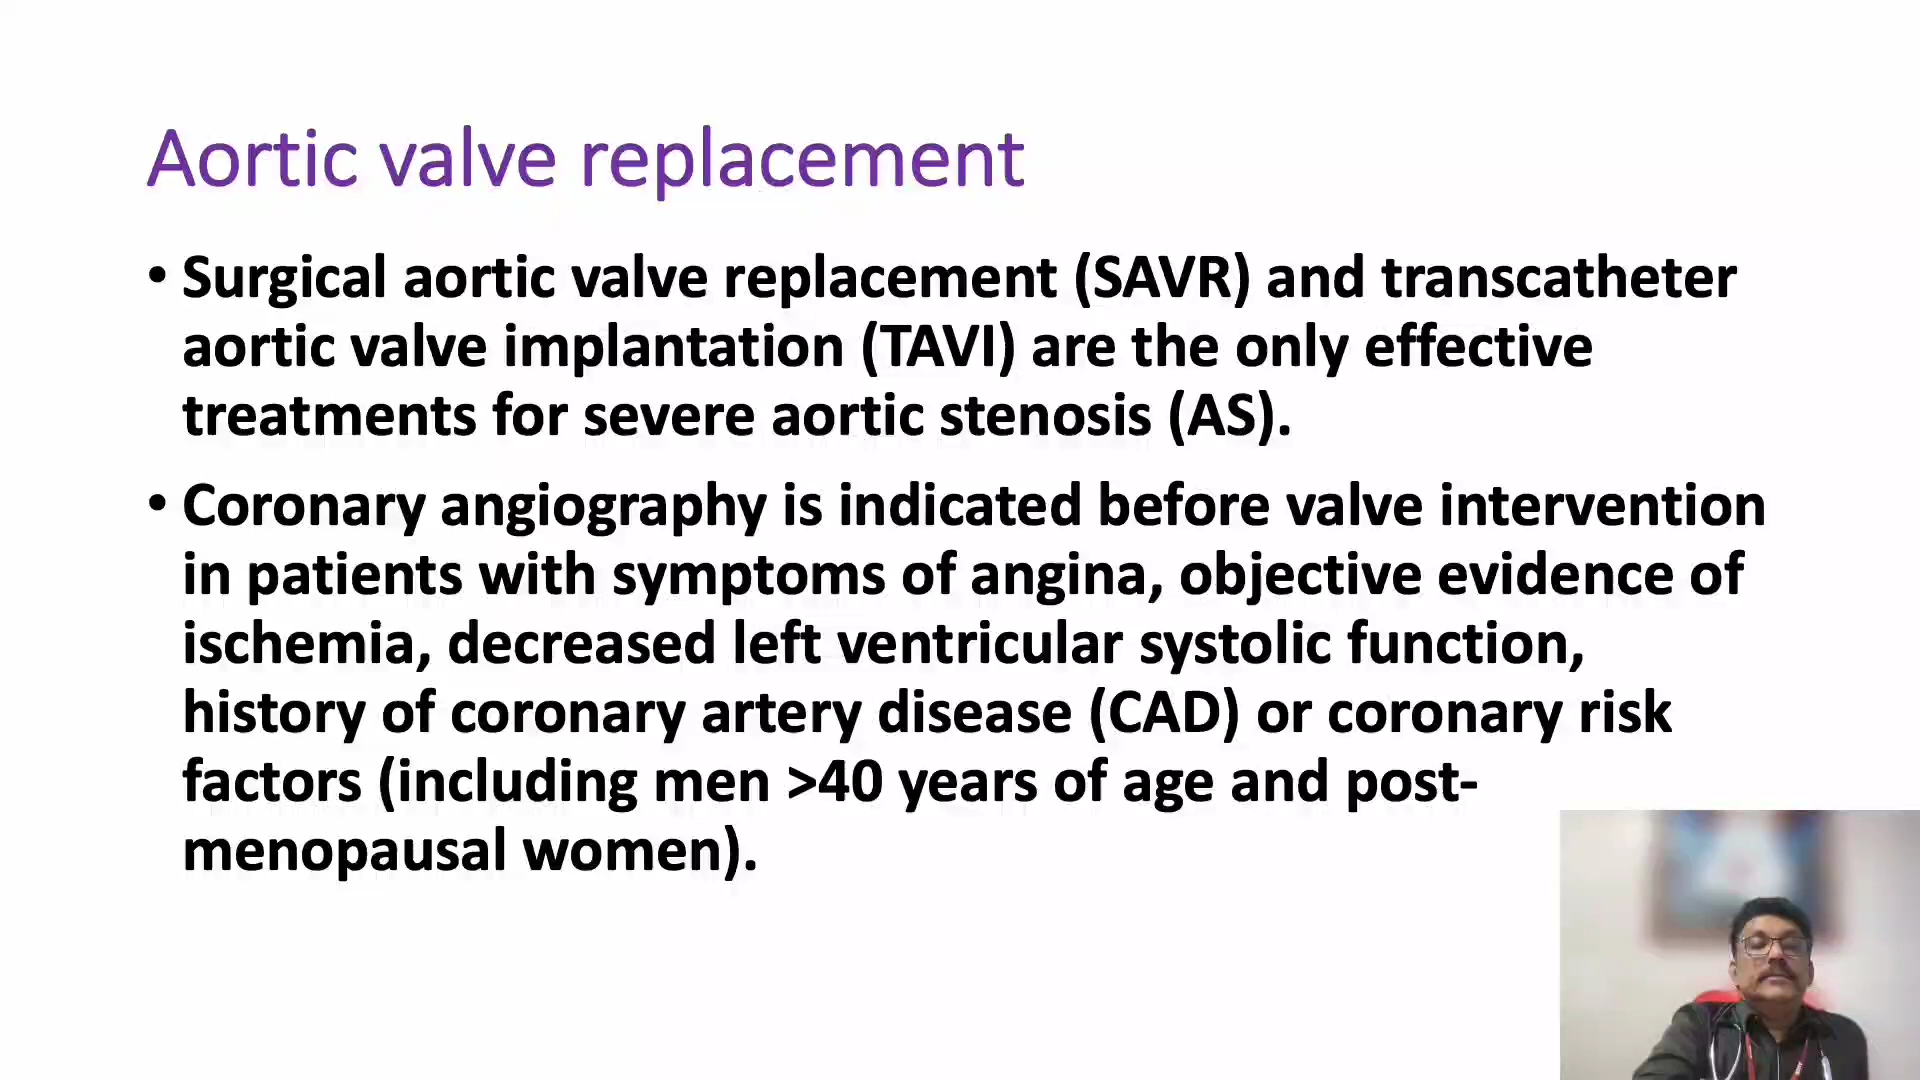 Aortic valve replacement
• Surgical aortic valve replacement (SAVR) and transcatheter
aortic valve implantation (TAVI) are the only effective
treatments for severe aortic stenosis (AS).
• Coronary angiography is indicated before valve intervention
in patients with symptoms of angina, objective evidence of
ischemia, decreased left ventricular systolic function,
history of coronary artery disease (CAD) or coronary risk
factors (including men >40 years of age and post-
menopausal women).